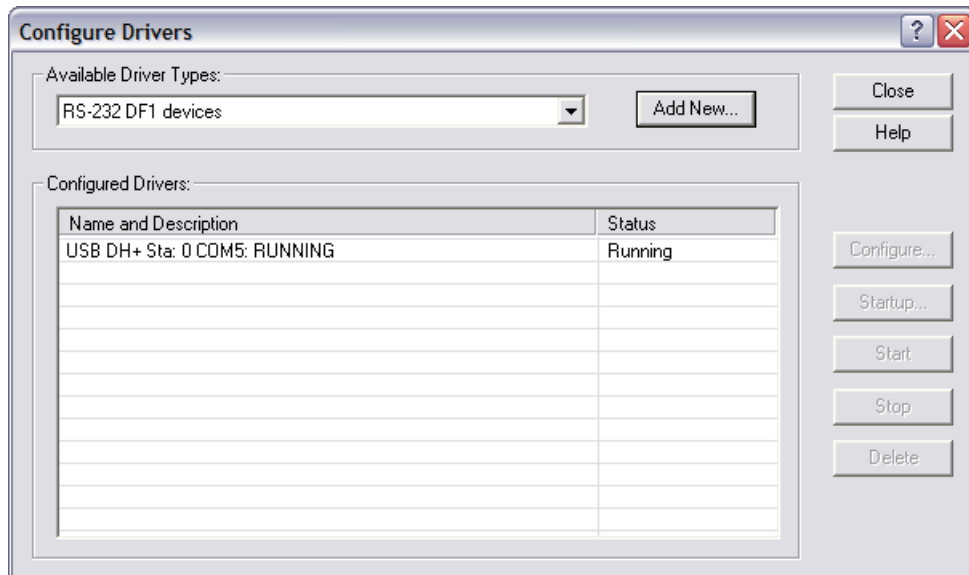 Configure Drivers
?
Available Driver Types:
RS-232 DF1 devices
Add New...
Close
Help
Configured Drivers:
Name and Description Status
USB DH+ Sta: 0 COM5: RUNNING Running
Configure...
Startup...
Start
Stop
Delete